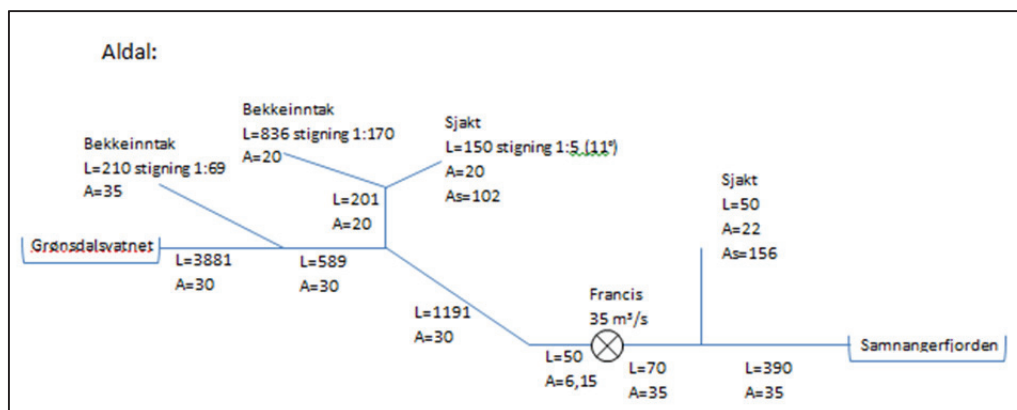 Aldal:
Bekkeinntak
L=836 stigning 1:170
A=20
Sjakt
L=150 stigning 1:5 (11°)
A=20
As=102
Bekkeinntak
L=210 stigning 1:69
A=35
Sjakt
L=50
A=22
As=156
L=201
A=20
Grønsdalsvatnet
L=3881
A=30
L=589
A=30
L=1191
A=30
Francis
35 m³/s
L=50
A=6,15
L=70
A=35
L=390
A=35
Samnangerfjorden